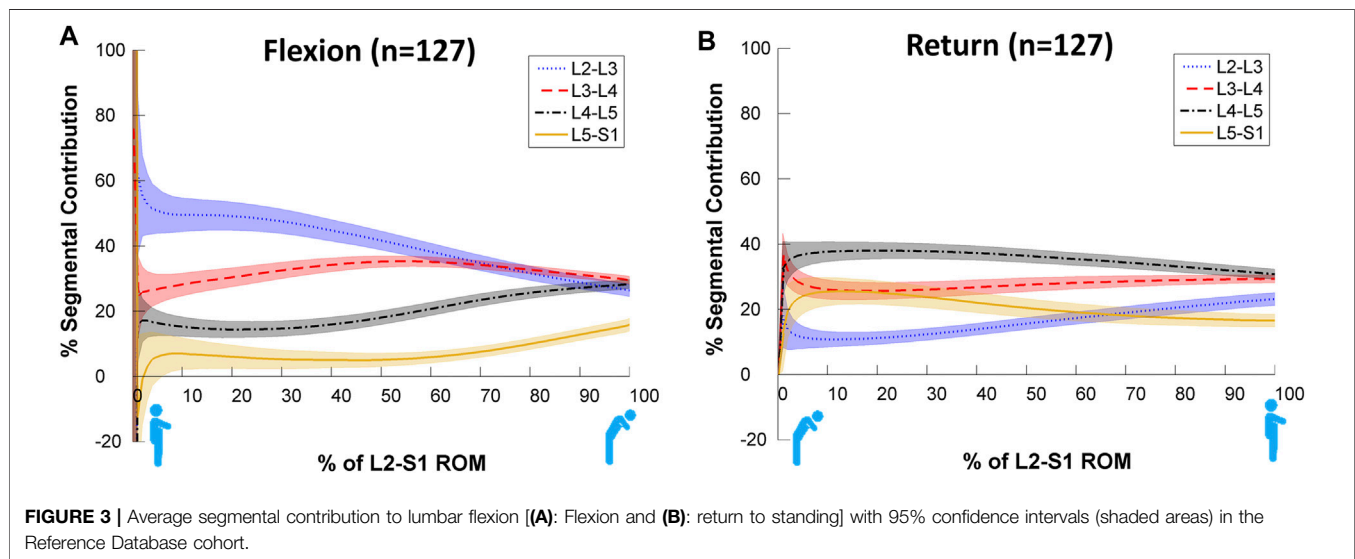 A
Flexion (n=127)
L2-L3
L3-L4
L4-L5
L5-S1
% Segmental Contribution
100
80
60
40
20
0
-20
0 10 20 30 40 50 60 70 80 90 100
% of L2-S1 ROM
B
Return (n=127)
L2-L3
L3-L4
L4-L5
L5-S1
% Segmental Contribution
100
80
60
40
20
0
-20
0 10 20 30 40 50 60 70 80 90 100
% of L2-S1 ROM
FIGURE 3 | Average segmental contribution to lumbar flexion [(A): Flexion and (B): return to standing] with 95% confidence intervals (shaded areas) in the
Reference Database cohort.